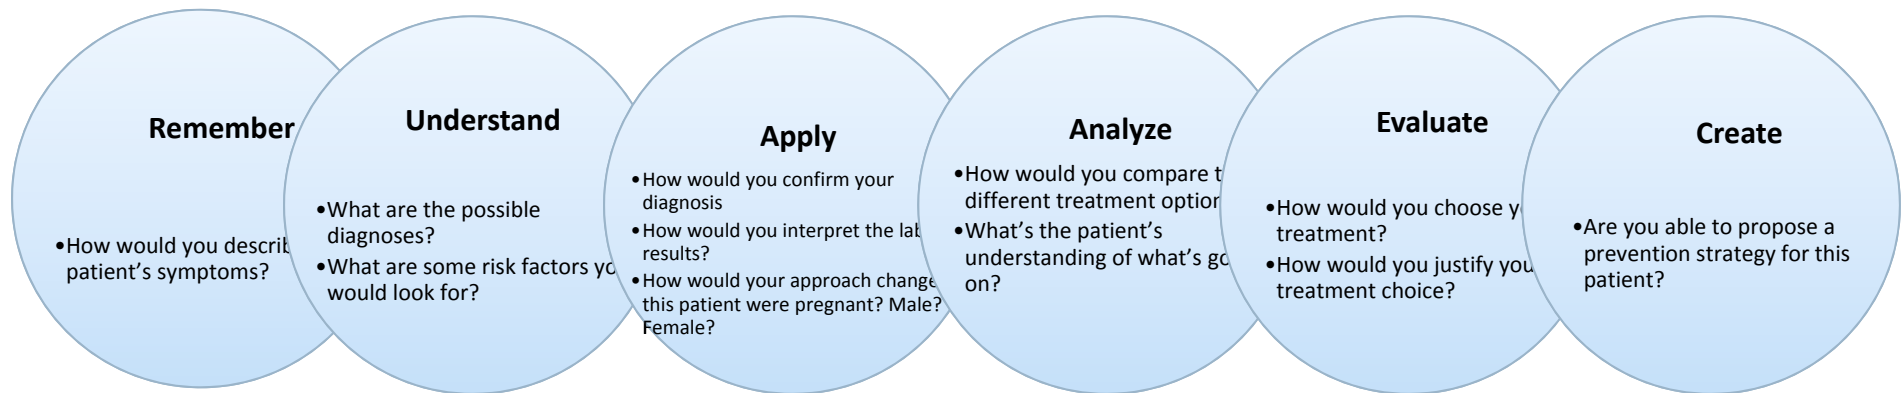 Remember
•How would you describ
patient's symptoms?
Understand
•What are the possible
diagnoses?
•What are some risk factors yo
would look for?
Apply
•How would you confirm your
diagnosis
•How would you interpret the lab
results?
•How would your approach change
this patient were pregnant? Male?
Female?
Analyze
•How would you compare t
different treatment option
•What's the patient's
understanding of what's go
on?
Evaluate
•How would you choose y
treatment?
•How would you justify you
treatment choice?
Create
•Are you able to propose a
prevention strategy for this
patient?